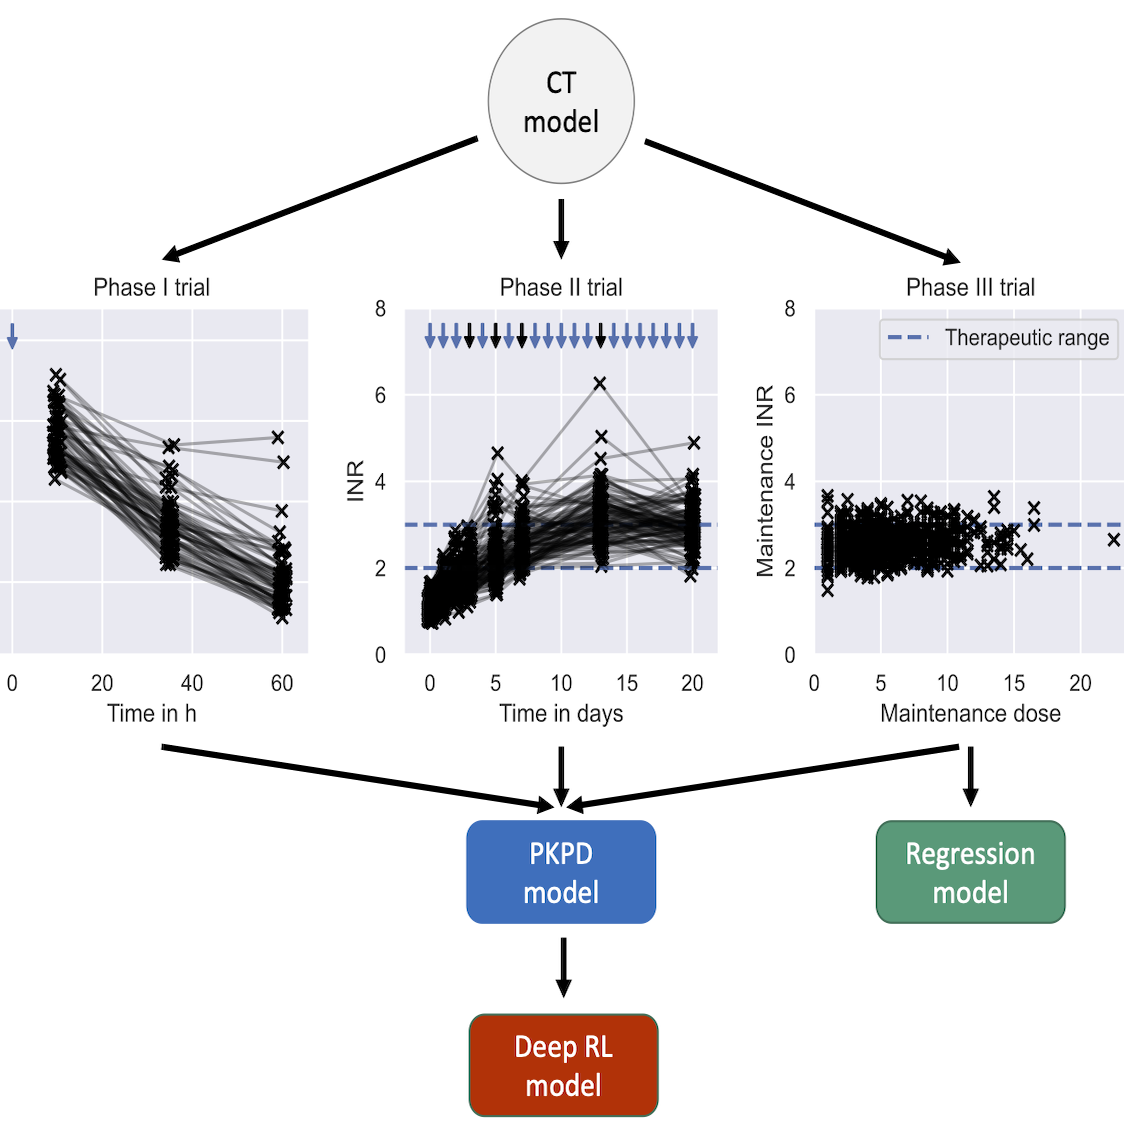 CT
model
Phase I trial
Phase II trial
Phase III trial
8
6
4
2
0
INR
8
6
4
2
0
Maintenance INR
Therapeutic range
0
20
40
60
Time in h
0
5
10
15
20
Time in days
0
5
10
15
20
Maintenance dose
PKPD
model
Regression
model
Deep RL
model